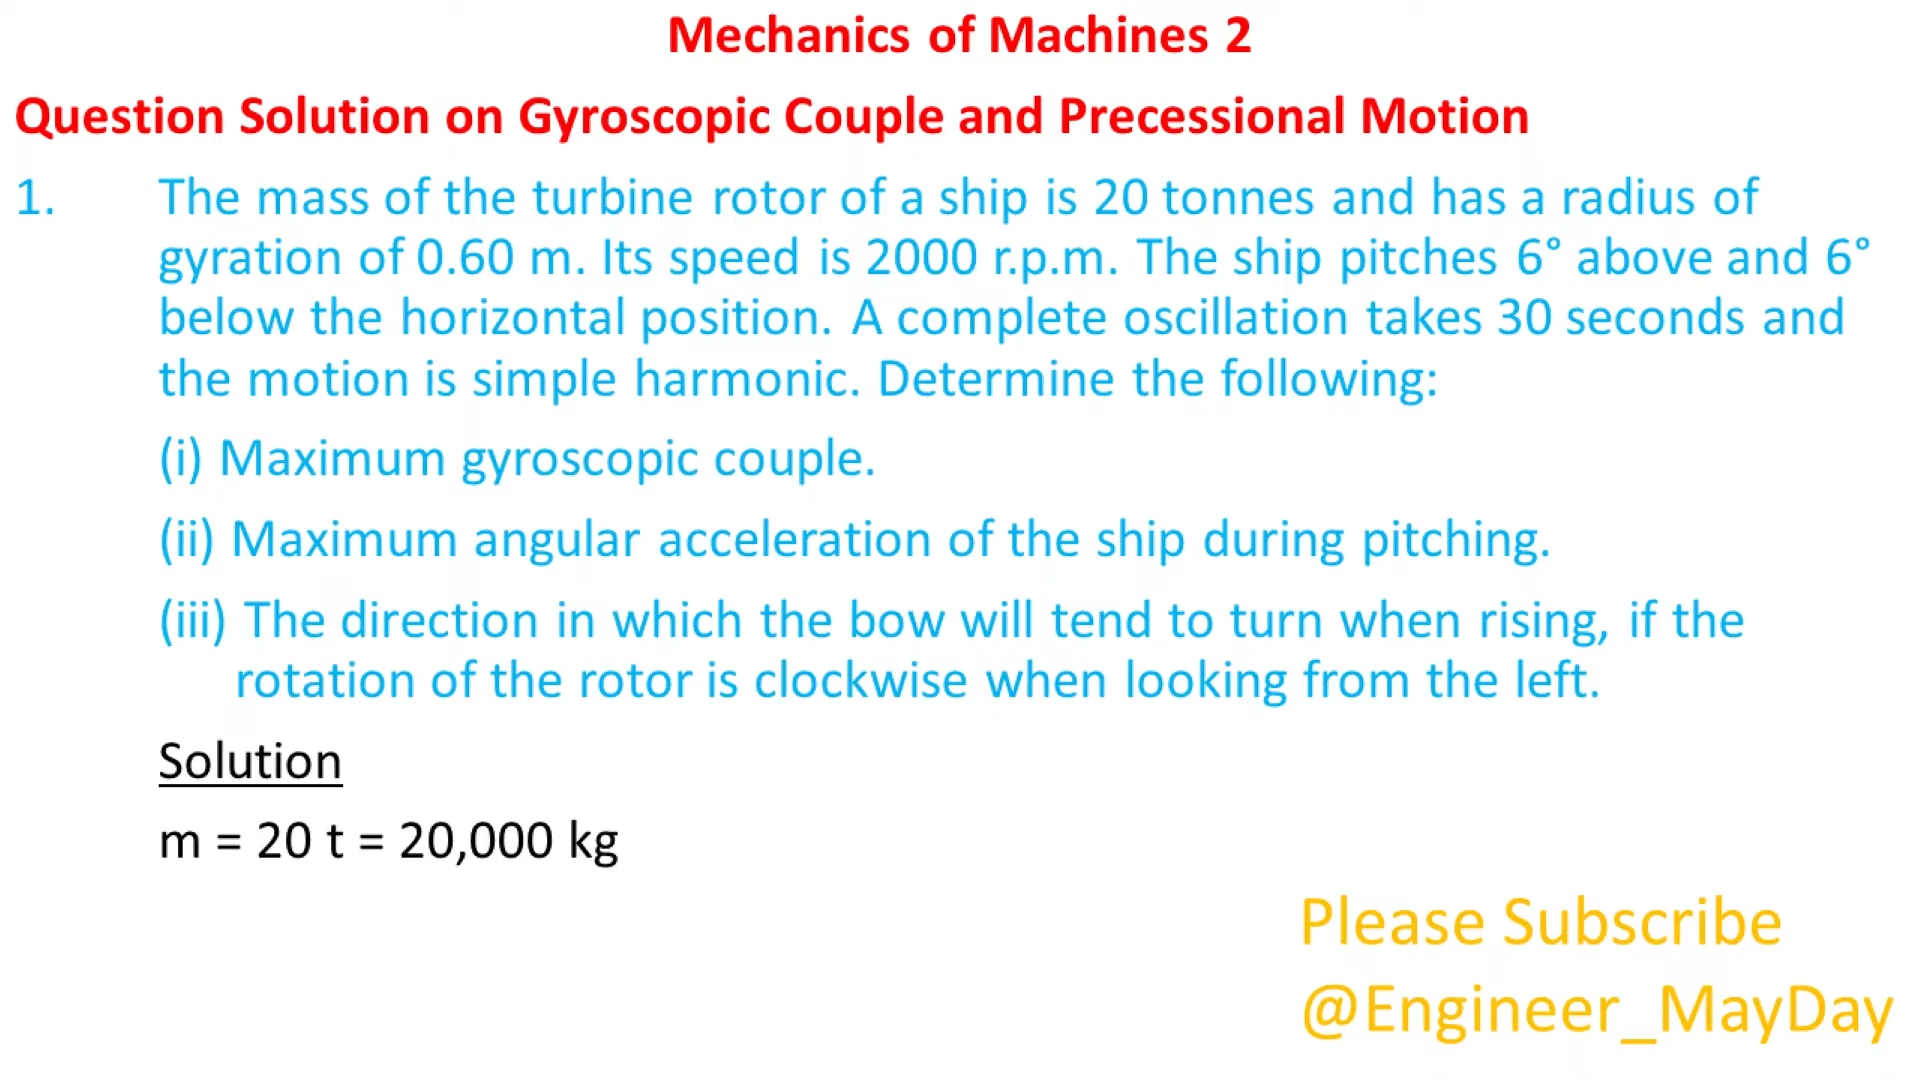 Mechanics of Machines 2
Question Solution on Gyroscopic Couple and Precessional Motion
1. The mass of the turbine rotor of a ship is 20 tonnes and has a radius of
gyration of 0.60 m. Its speed is 2000 r.p.m. The ship pitches 6° above and 6°
below the horizontal position. A complete oscillation takes 30 seconds and
the motion is simple harmonic. Determine the following:
(i) Maximum gyroscopic couple.
(ii) Maximum angular acceleration of the ship during pitching.
(iii) The direction in which the bow will tend to turn when rising, if the
rotation of the rotor is clockwise when looking from the left.
Solution
m = 20 t = 20,000 kg
Please Subscribe
@Engineer_MayDay